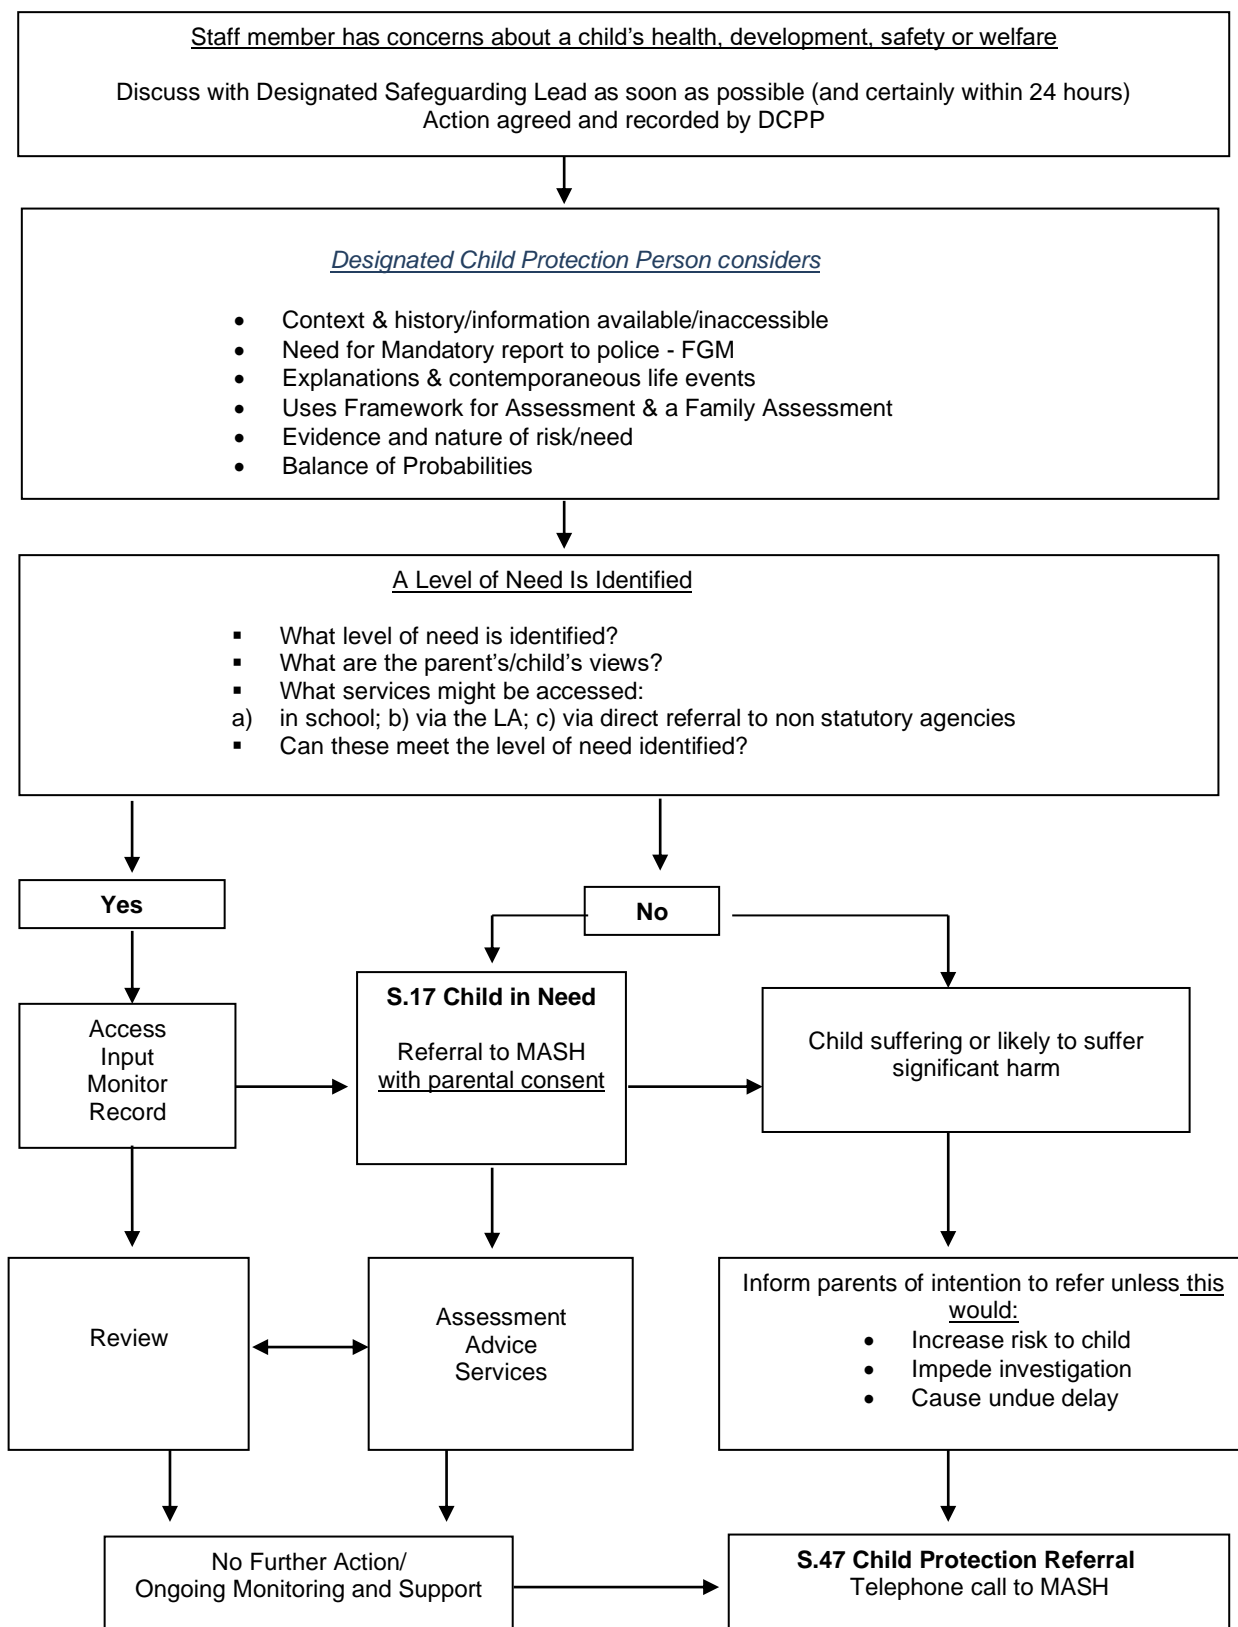 Staff member has concerns about a child’s health, development, safety or welfare
Discuss with Designated Safeguarding Lead as soon as possible (and certainly within 24 hours)
Action agreed and recorded by DCPP
Designated Child Protection Person considers
• Context & history/information available/inaccessible
• Need for Mandatory report to police - FGM
• Explanations & contemporaneous life events
• Uses Framework for Assessment & a Family Assessment
• Evidence and nature of risk/need
• Balance of Probabilities
A Level of Need Is Identified
▪ What level of need is identified?
▪ What are the parent’s/child’s views?
▪ What services might be accessed:
a) in school; b) via the LA; c) via direct referral to non statutory agencies
▪ Can these meet the level of need identified?
Yes
No
Access
Input
Monitor
Record
S.17 Child in Need
Referral to MASH
with parental consent
Child suffering or likely to suffer
significant harm
Review
Assessment
Advice
Services
Inform parents of intention to refer unless this
would:
• Increase risk to child
• Impede investigation
• Cause undue delay
No Further Action/
Ongoing Monitoring and Support
S.47 Child Protection Referral
Telephone call to MASH